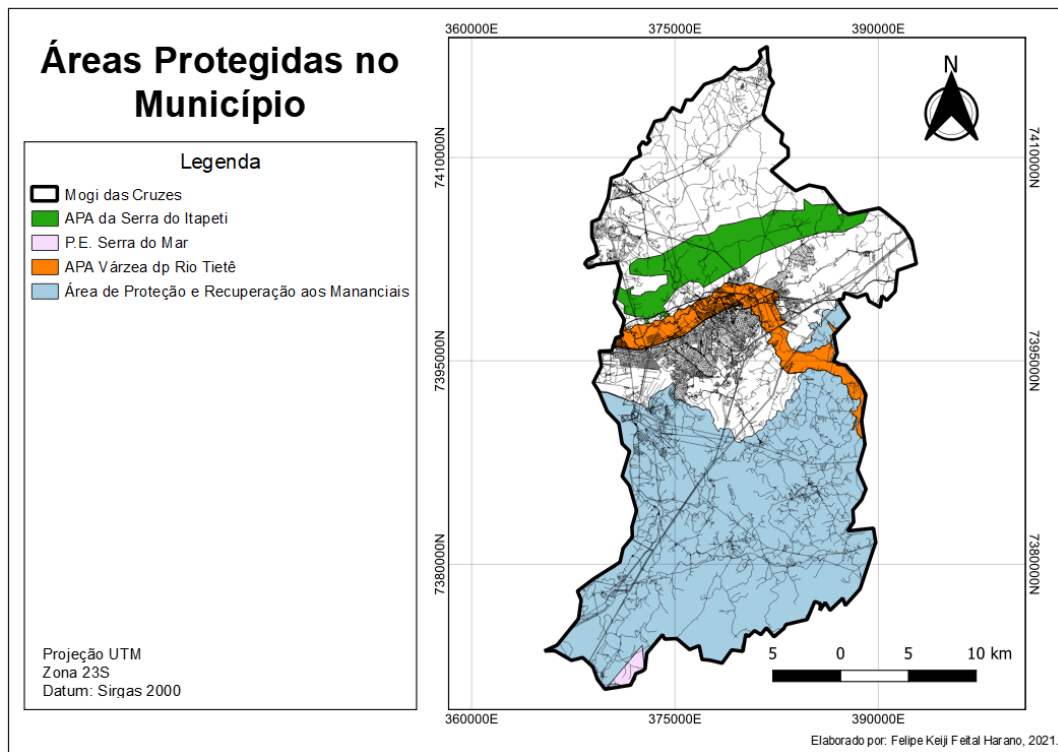 Áreas Protegidas no
Município
Legenda
Mogi das Cruzes
APA da Serra do Itapeti
P.E. Serra do Mar
APA Várzea dp Rio Tietê
Área de Proteção e Recuperação aos Mananciais
Projeção UTM
Zona 23S
Datum: Sirgas 2000
360000E
375000E
390000E
N
7410000N
7410000N
7395000N
7395000N
7380000N
7380000N
5
0
5
10 km
360000E
375000E
390000E
Elaborado por: Felipe Keiji Feital Harano, 2021.